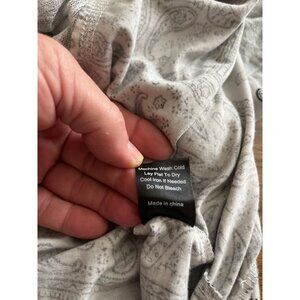 Machine Wash Cold
Lay Flat To Dry
Cool Iron If Needed
Do Not Bleach
Made in china